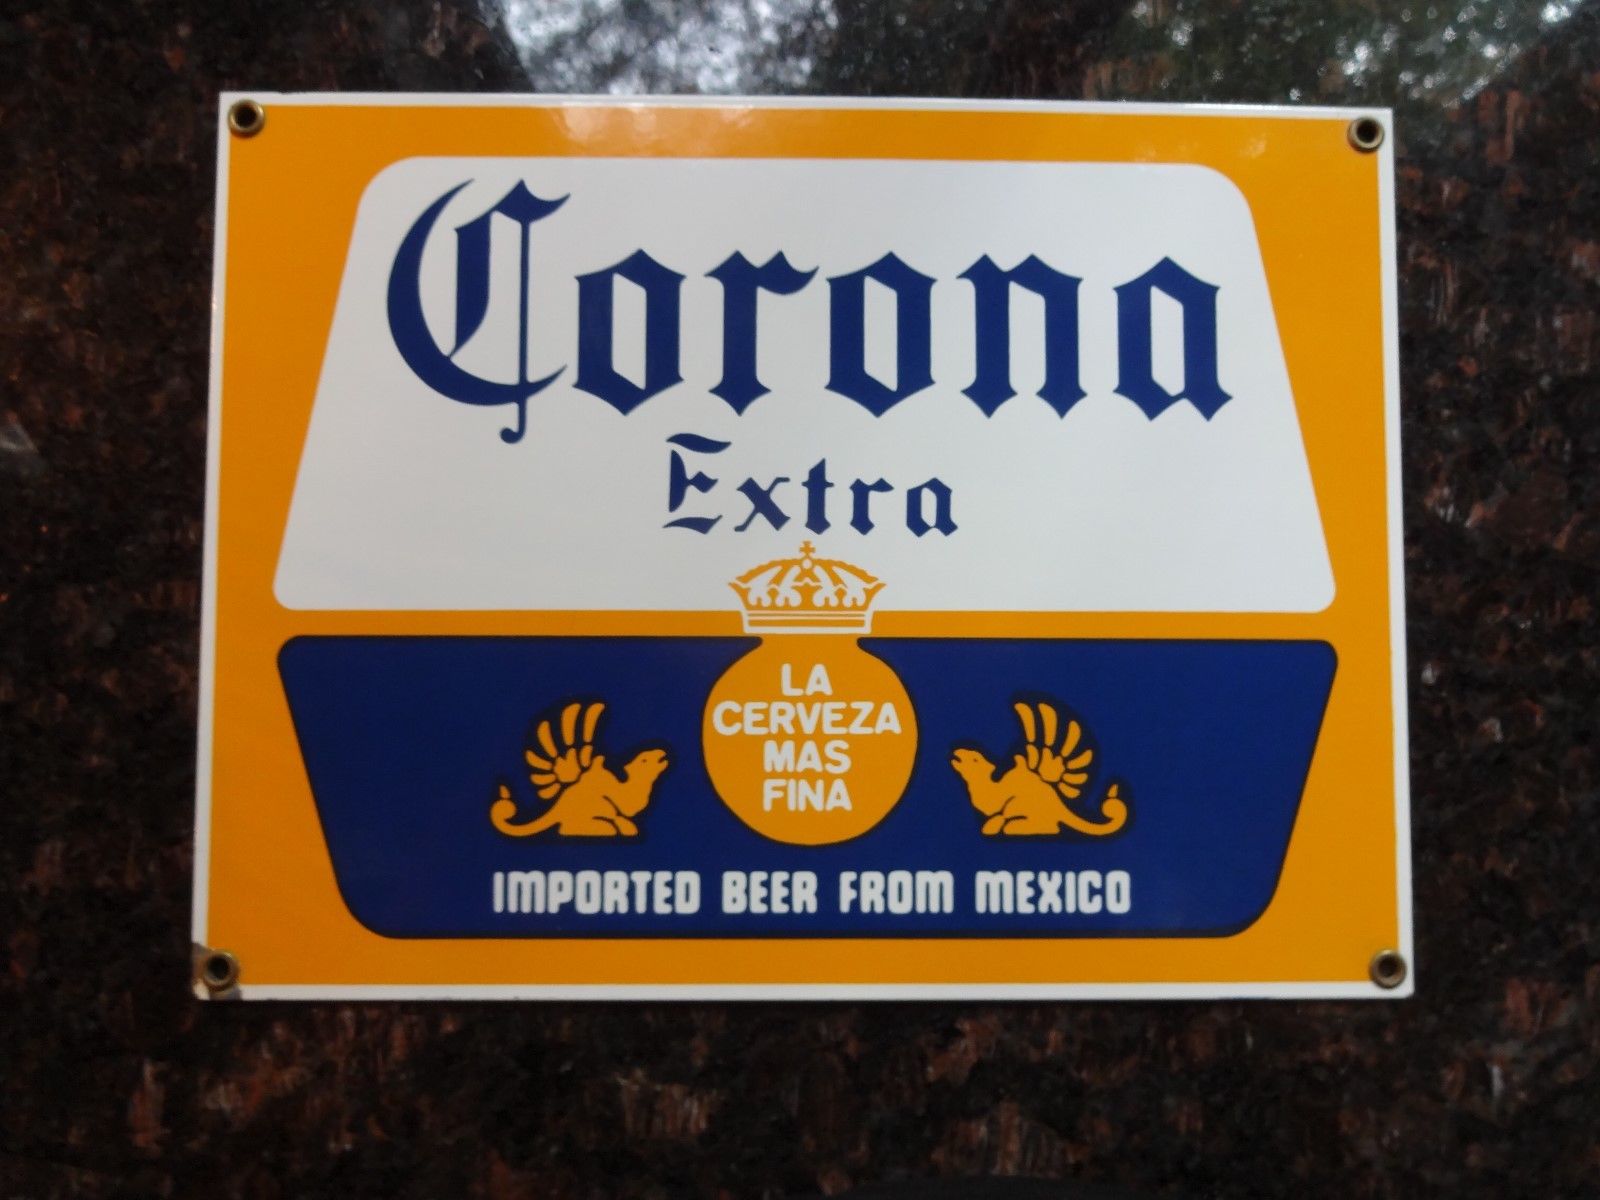 Corona
Extra
LA
CERVEZA
MAS
FINA
IMPORTED BEER FROM MEXICO